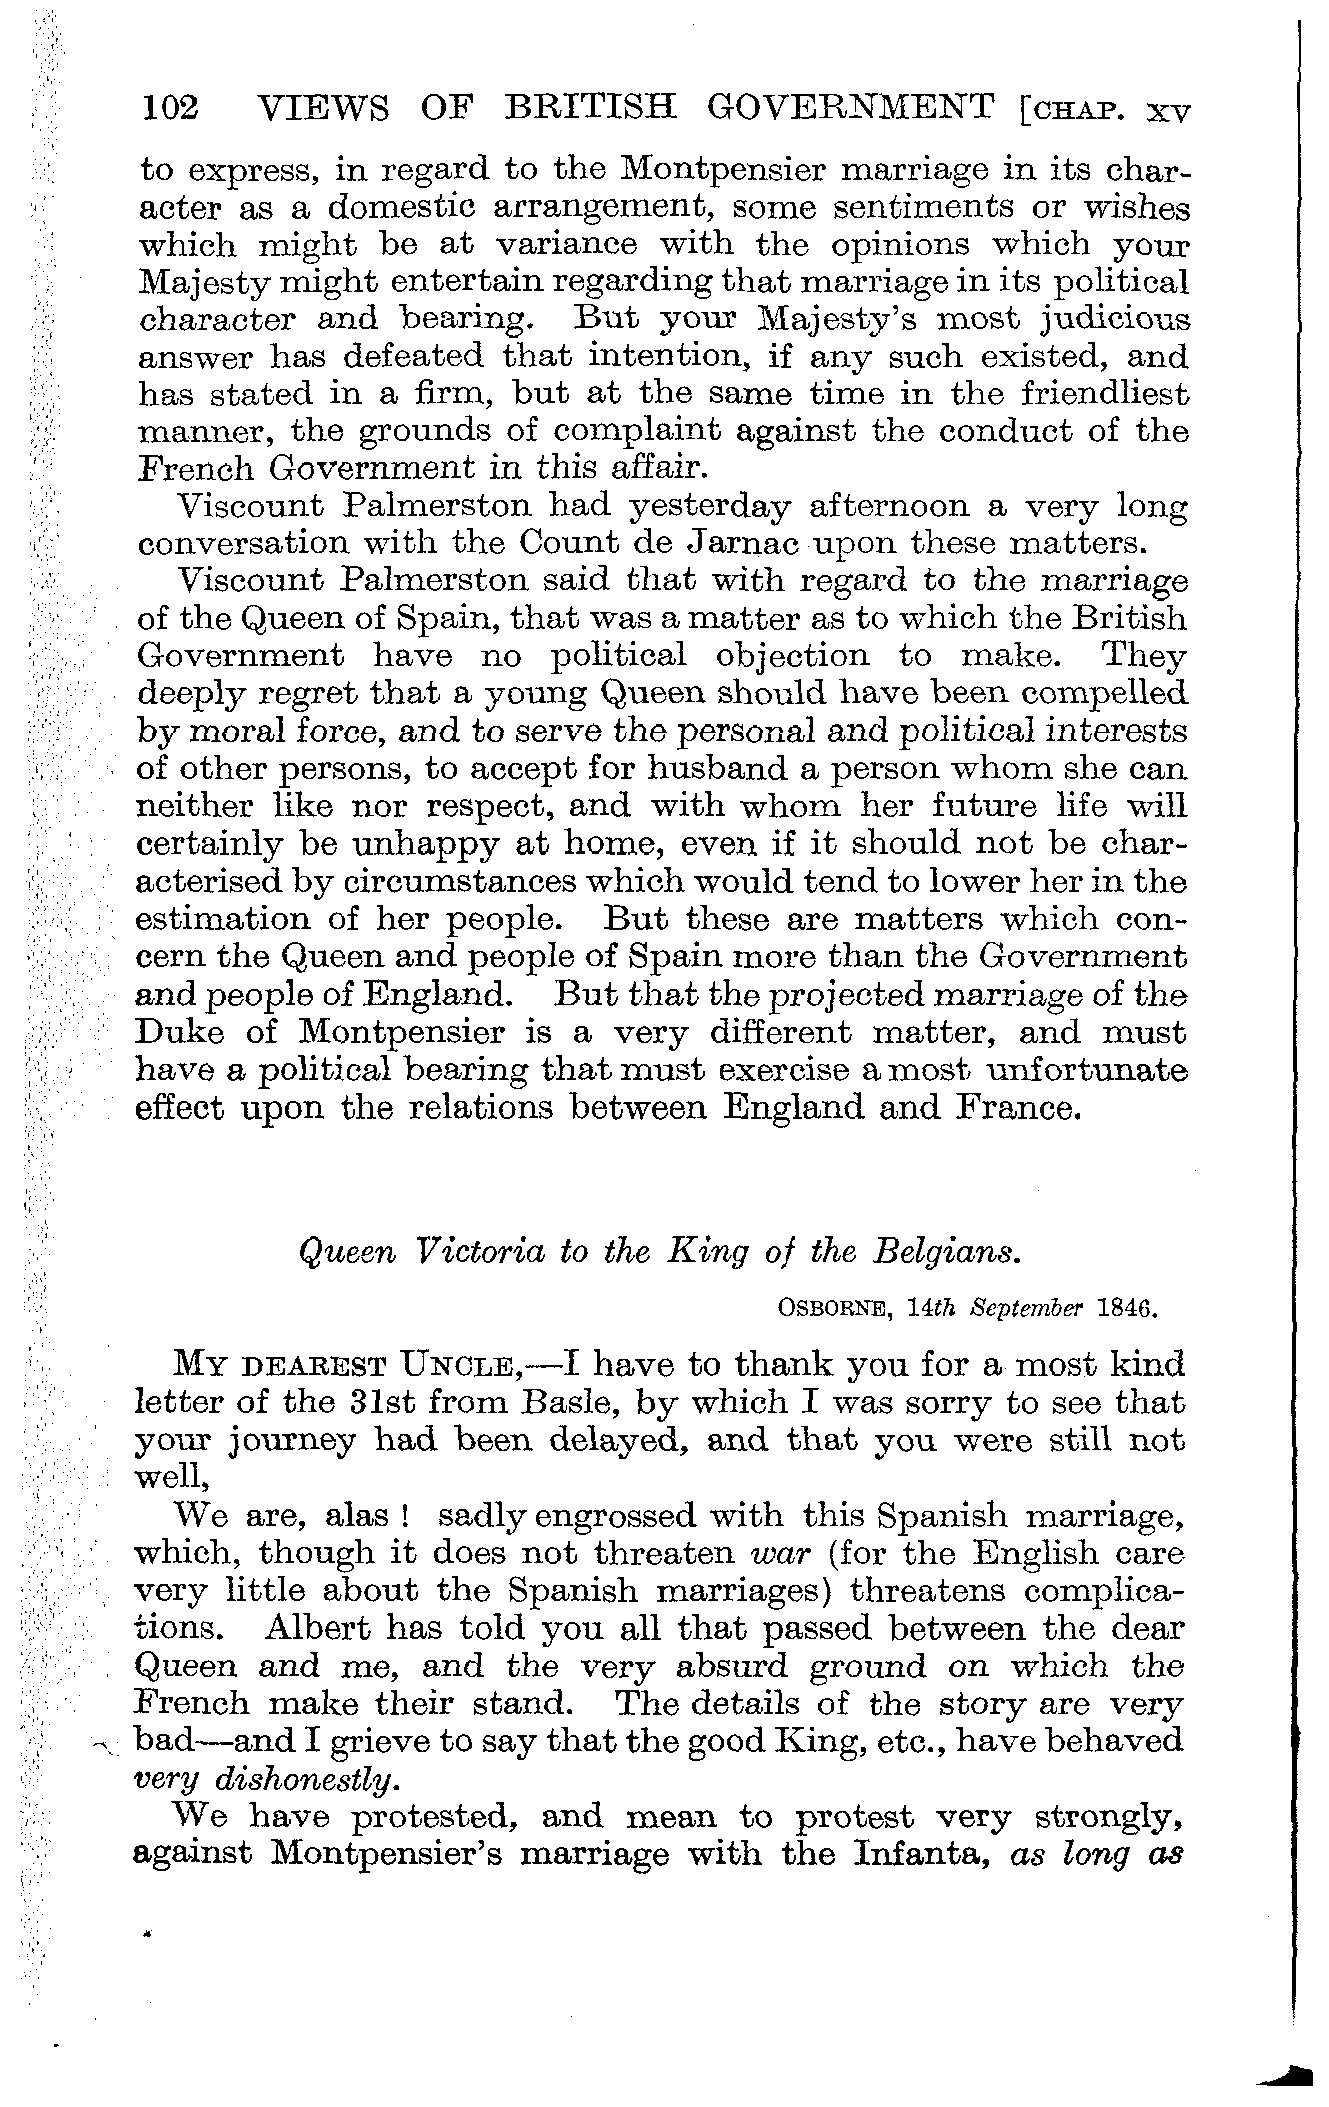 102 VIEWS OF BRITISH GOVERNMENT [CHAP. XV
to express, in regard to the Montpensier marriage in its char-
acter as a domestic arrangement, some sentiments or wishes
which might be at variance with the opinions which your
Majesty might entertain regarding that marriage in its political
character and bearing. But your Majesty's most judicious
answer has defeated that intention, if any such existed, and
has stated in a firm, but at the same time in the friendliest
manner, the grounds of complaint against the conduct of the
French Government in this affair.
Viscount Palmerston had yesterday afternoon a very long
conversation with the Count de Jarnac upon these matters.
Viscount Palmerston said that with regard to the marriage
of the Queen of Spain, that was a matter as to which the British
Government have no political objection to make. They
deeply regret that a young Queen should have been compelled
by moral force, and to serve the personal and political interests
of other persons, to accept for husband a person whom she can
neither like nor respect, and with whom her future life will
certainly be unhappy at home, even if it should not be char-
acterised by circumstances which would tend to lower her in the
estimation of her people. But these are matters which con-
cern the Queen and people of Spain more than the Government
and people of England. But that the projected marriage of the
Duke of Montpensier is a very different matter, and must
have a political bearing that must exercise a most unfortunate
effect upon the relations between England and France.
Queen Victoria to the King of the Belgians.
OSBORNE, 14th September 1846.
MY DEAREST UNCLE,—I have to thank you for a most kind
letter of the 31st from Basle, by which I was sorry to see that
your journey had been delayed, and that you were still not
well,
We are, alas ! sadly engrossed with this Spanish marriage,
which, though it does not threaten war (for the English care
very little about the Spanish marriages) threatens complica-
tions. Albert has told you all that passed between the dear
Queen and me, and the very absurd ground on which the
French make their stand. The details of the story are very
bad—and I grieve to say that the good King, etc., have behaved
very dishonestly.
We have protested, and mean to protest very strongly,
against Montpensier's marriage with the Infanta, as long as